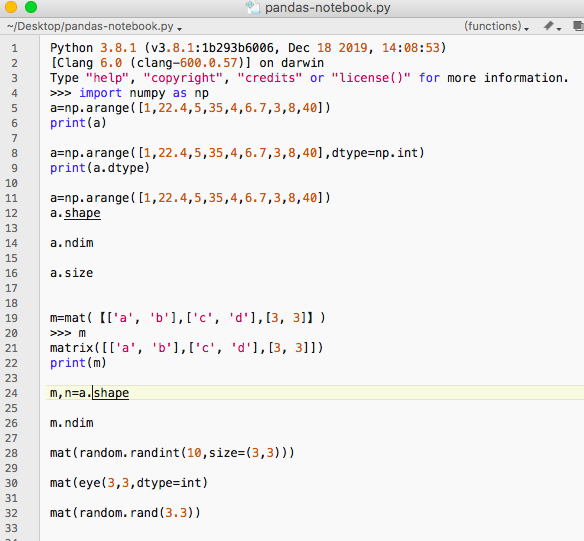 pandas-notebook.py
~/Desktop/pandas-notebook.py
(functions)
1 Python 3.8.1 (v3.8.1:1b293b6006, Dec 18 2019, 14:08:53)
2 [Clang 6.0 (clang-600.0.57)] on darwin
3 Type "help", "copyright", "credits" or "license()" for more information.
4 >>> import numpy as np
5 a=np.arange([1,22.4,5,35,4,6.7,3,8,40])
6 print(a)
7
8 a=np.arange([1,22.4,5,35,4,6.7,3,8,40],dtype=np.int)
9 print(a.dtype)
10
11 a=np.arange([1,22.4,5,35,4,6.7,3,8,40])
12 a.shape
13
14 a.ndim
15
16 a.size
17
18
19 m=mat(【['a', 'b'],['c', 'd'],[3, 3]】)
20 >>> m
21 matrix([['a', 'b'],['c', 'd'],[3, 3]])
22 print(m)
23
24 m,n=a.shape
25
26 m.ndim
27
28 mat(random.randint(10,size=(3,3)))
29
30 mat(eye(3,3,dtype=int)
31
32 mat(random.rand(3.3))
33